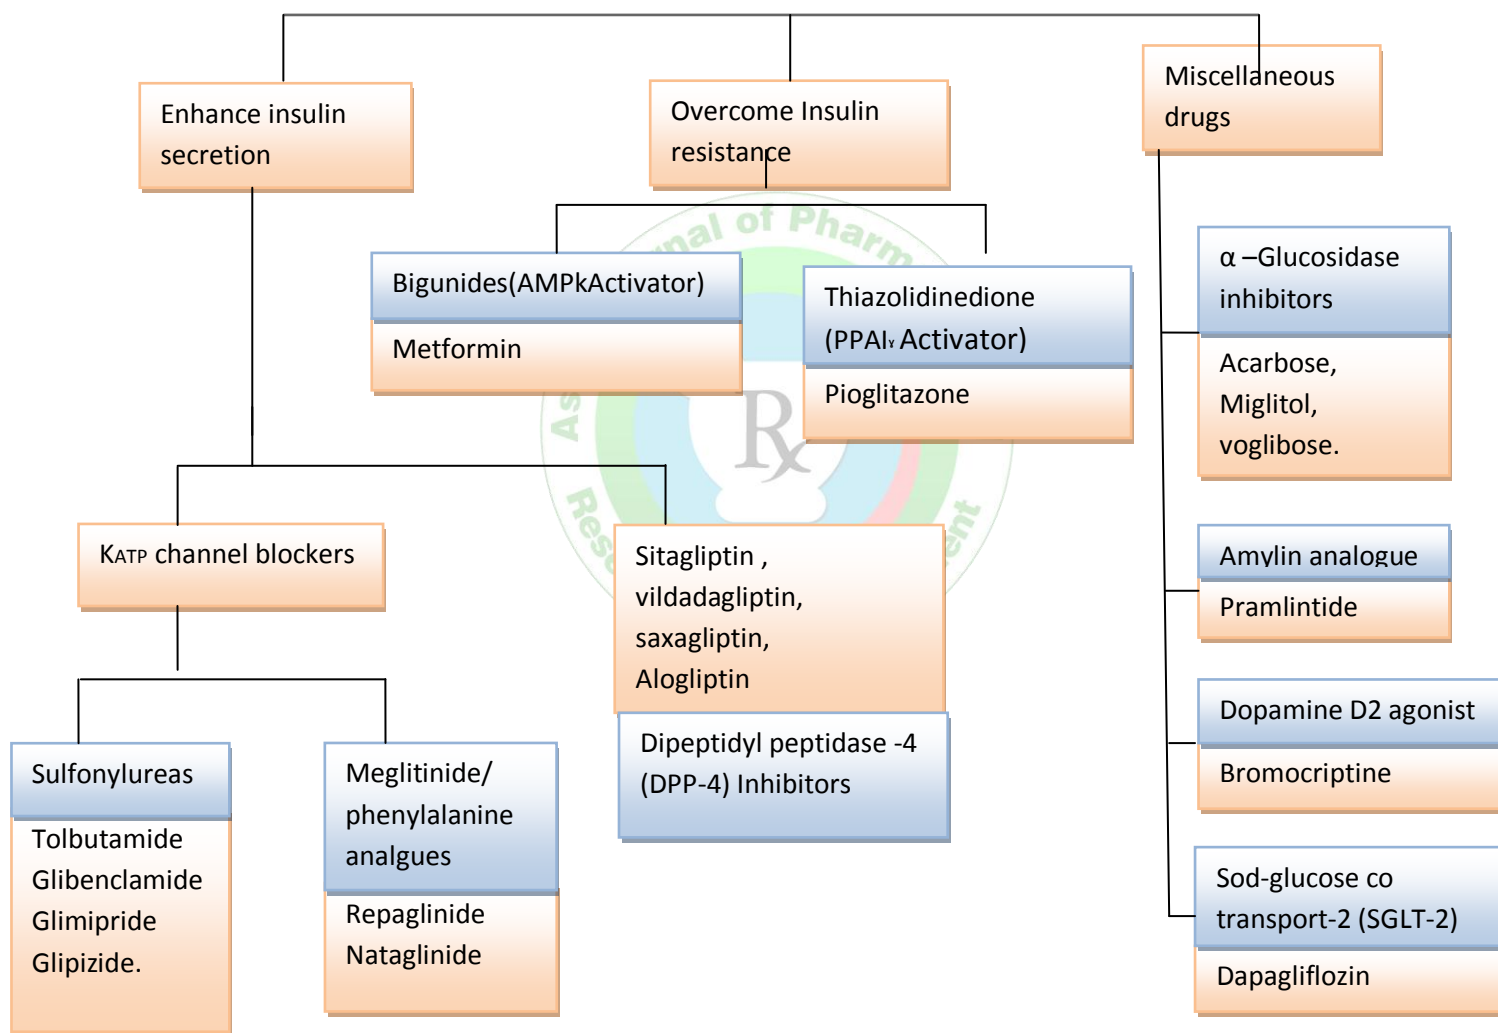 Enhance insulin
secretion
Overcome Insulin
resistance
Miscellaneous
drugs
Bigunides(AMPkActivator)
Metformin
Thiazolidinedione
(PPAIɤ Activator)
Pioglitazone
α –Glucosidase
inhibitors
Acarbose,
Miglitol,
voglibose.
Amylin analogue
Pramlintide
Dopamine D2 agonist
Bromocriptine
Sod-glucose co
transport-2 (SGLT-2)
Dapagliflozin
KATP channel blockers
Sitagliptin ,
vildadagliptin,
saxagliptin,
Alogliptin
Dipeptidyl peptidase -4
(DPP-4) Inhibitors
Sulfonylureas
Tolbutamide
Glibenclamide
Glimipride
Glipizide.
Meglitinide/
phenylalanine
analgues
Repaglinide
Nataglinide
of
Rx